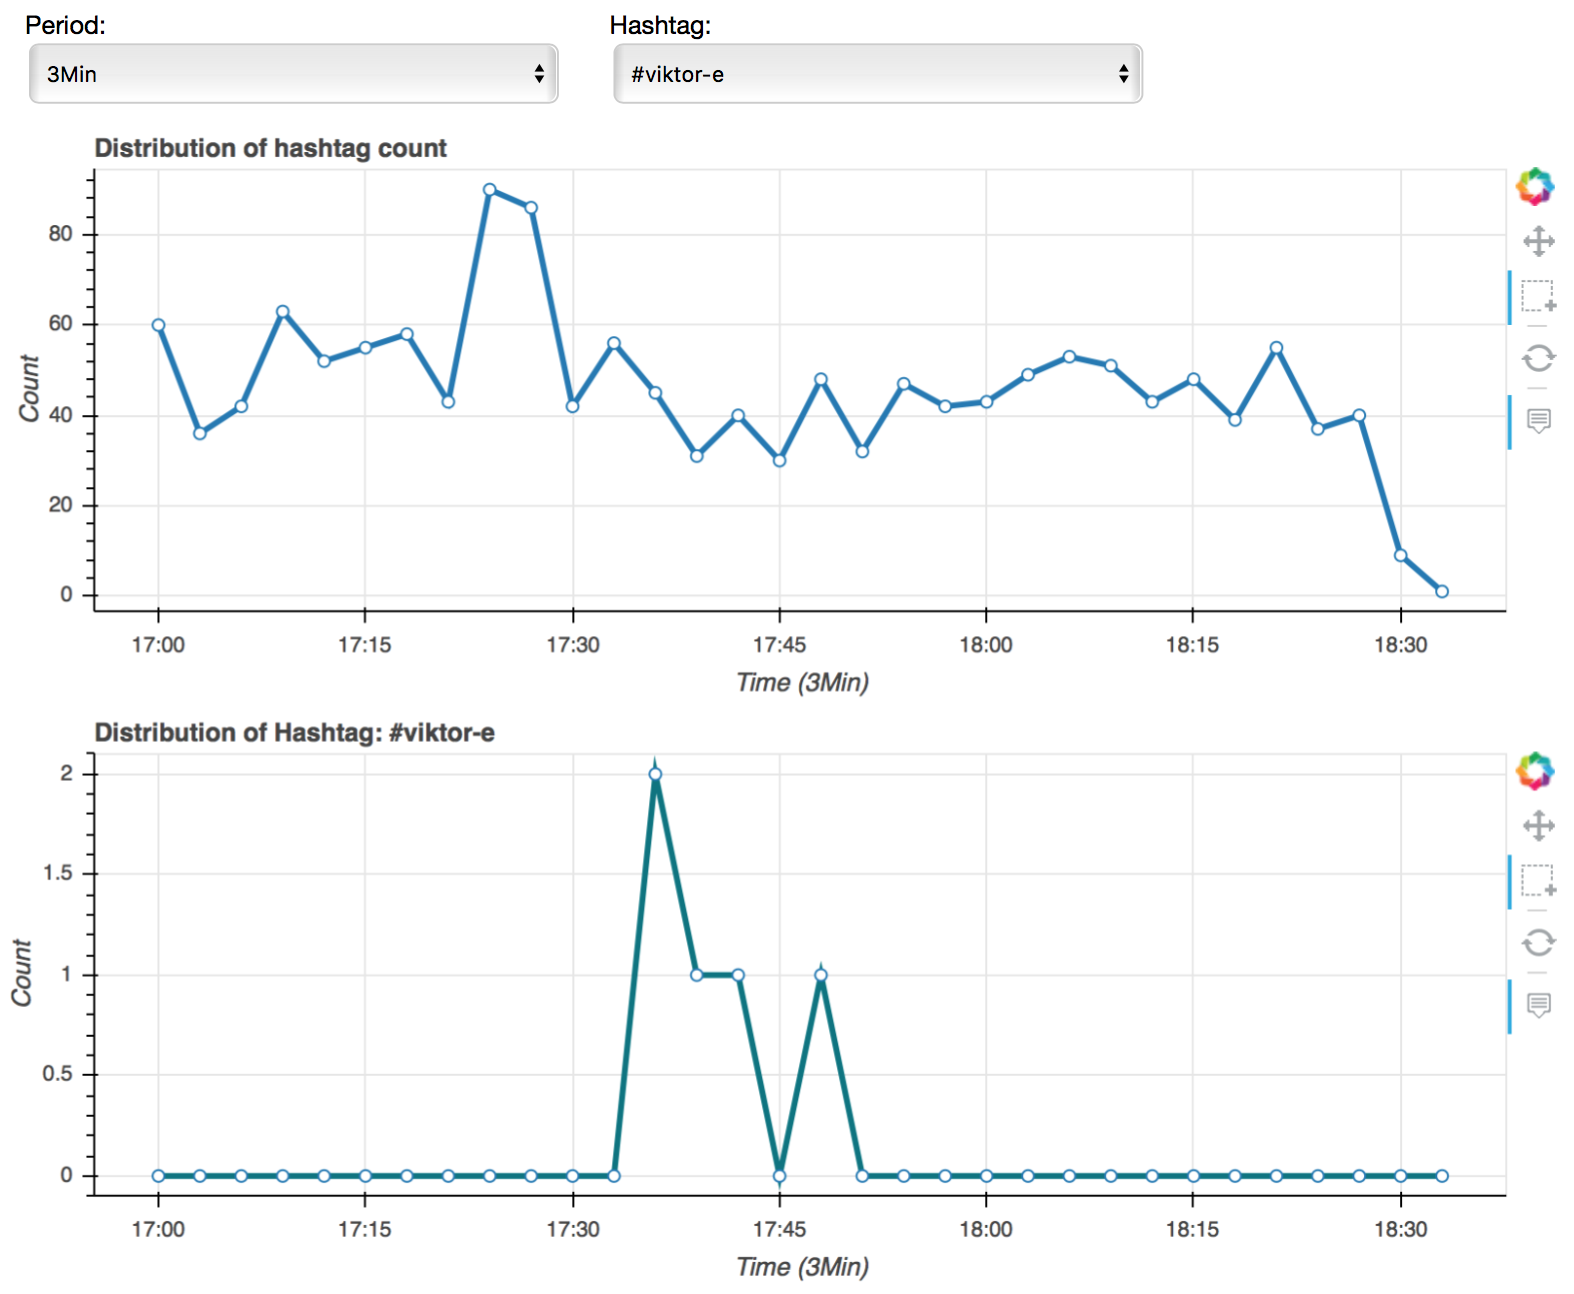 Period: Hashtag:
3Min #viktor-e
Distribution of hashtag count
80
60
40
20
0
Count
17:00 17:15 17:30 17:45 18:00 18:15 18:30
Time (3Min)
Distribution of Hashtag: #viktor-e
2
1.5
1
0.5
0
Count
17:00 17:15 17:30 17:45 18:00 18:15 18:30
Time (3Min)